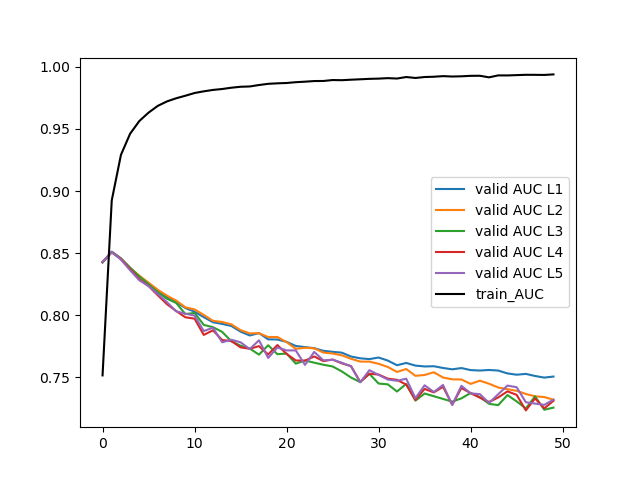 1.00
0.95
0.90
0.85
0.80
0.75
valid AUC L1
valid AUC L2
valid AUC L3
valid AUC L4
valid AUC L5
train_AUC
0 10 20 30 40 50